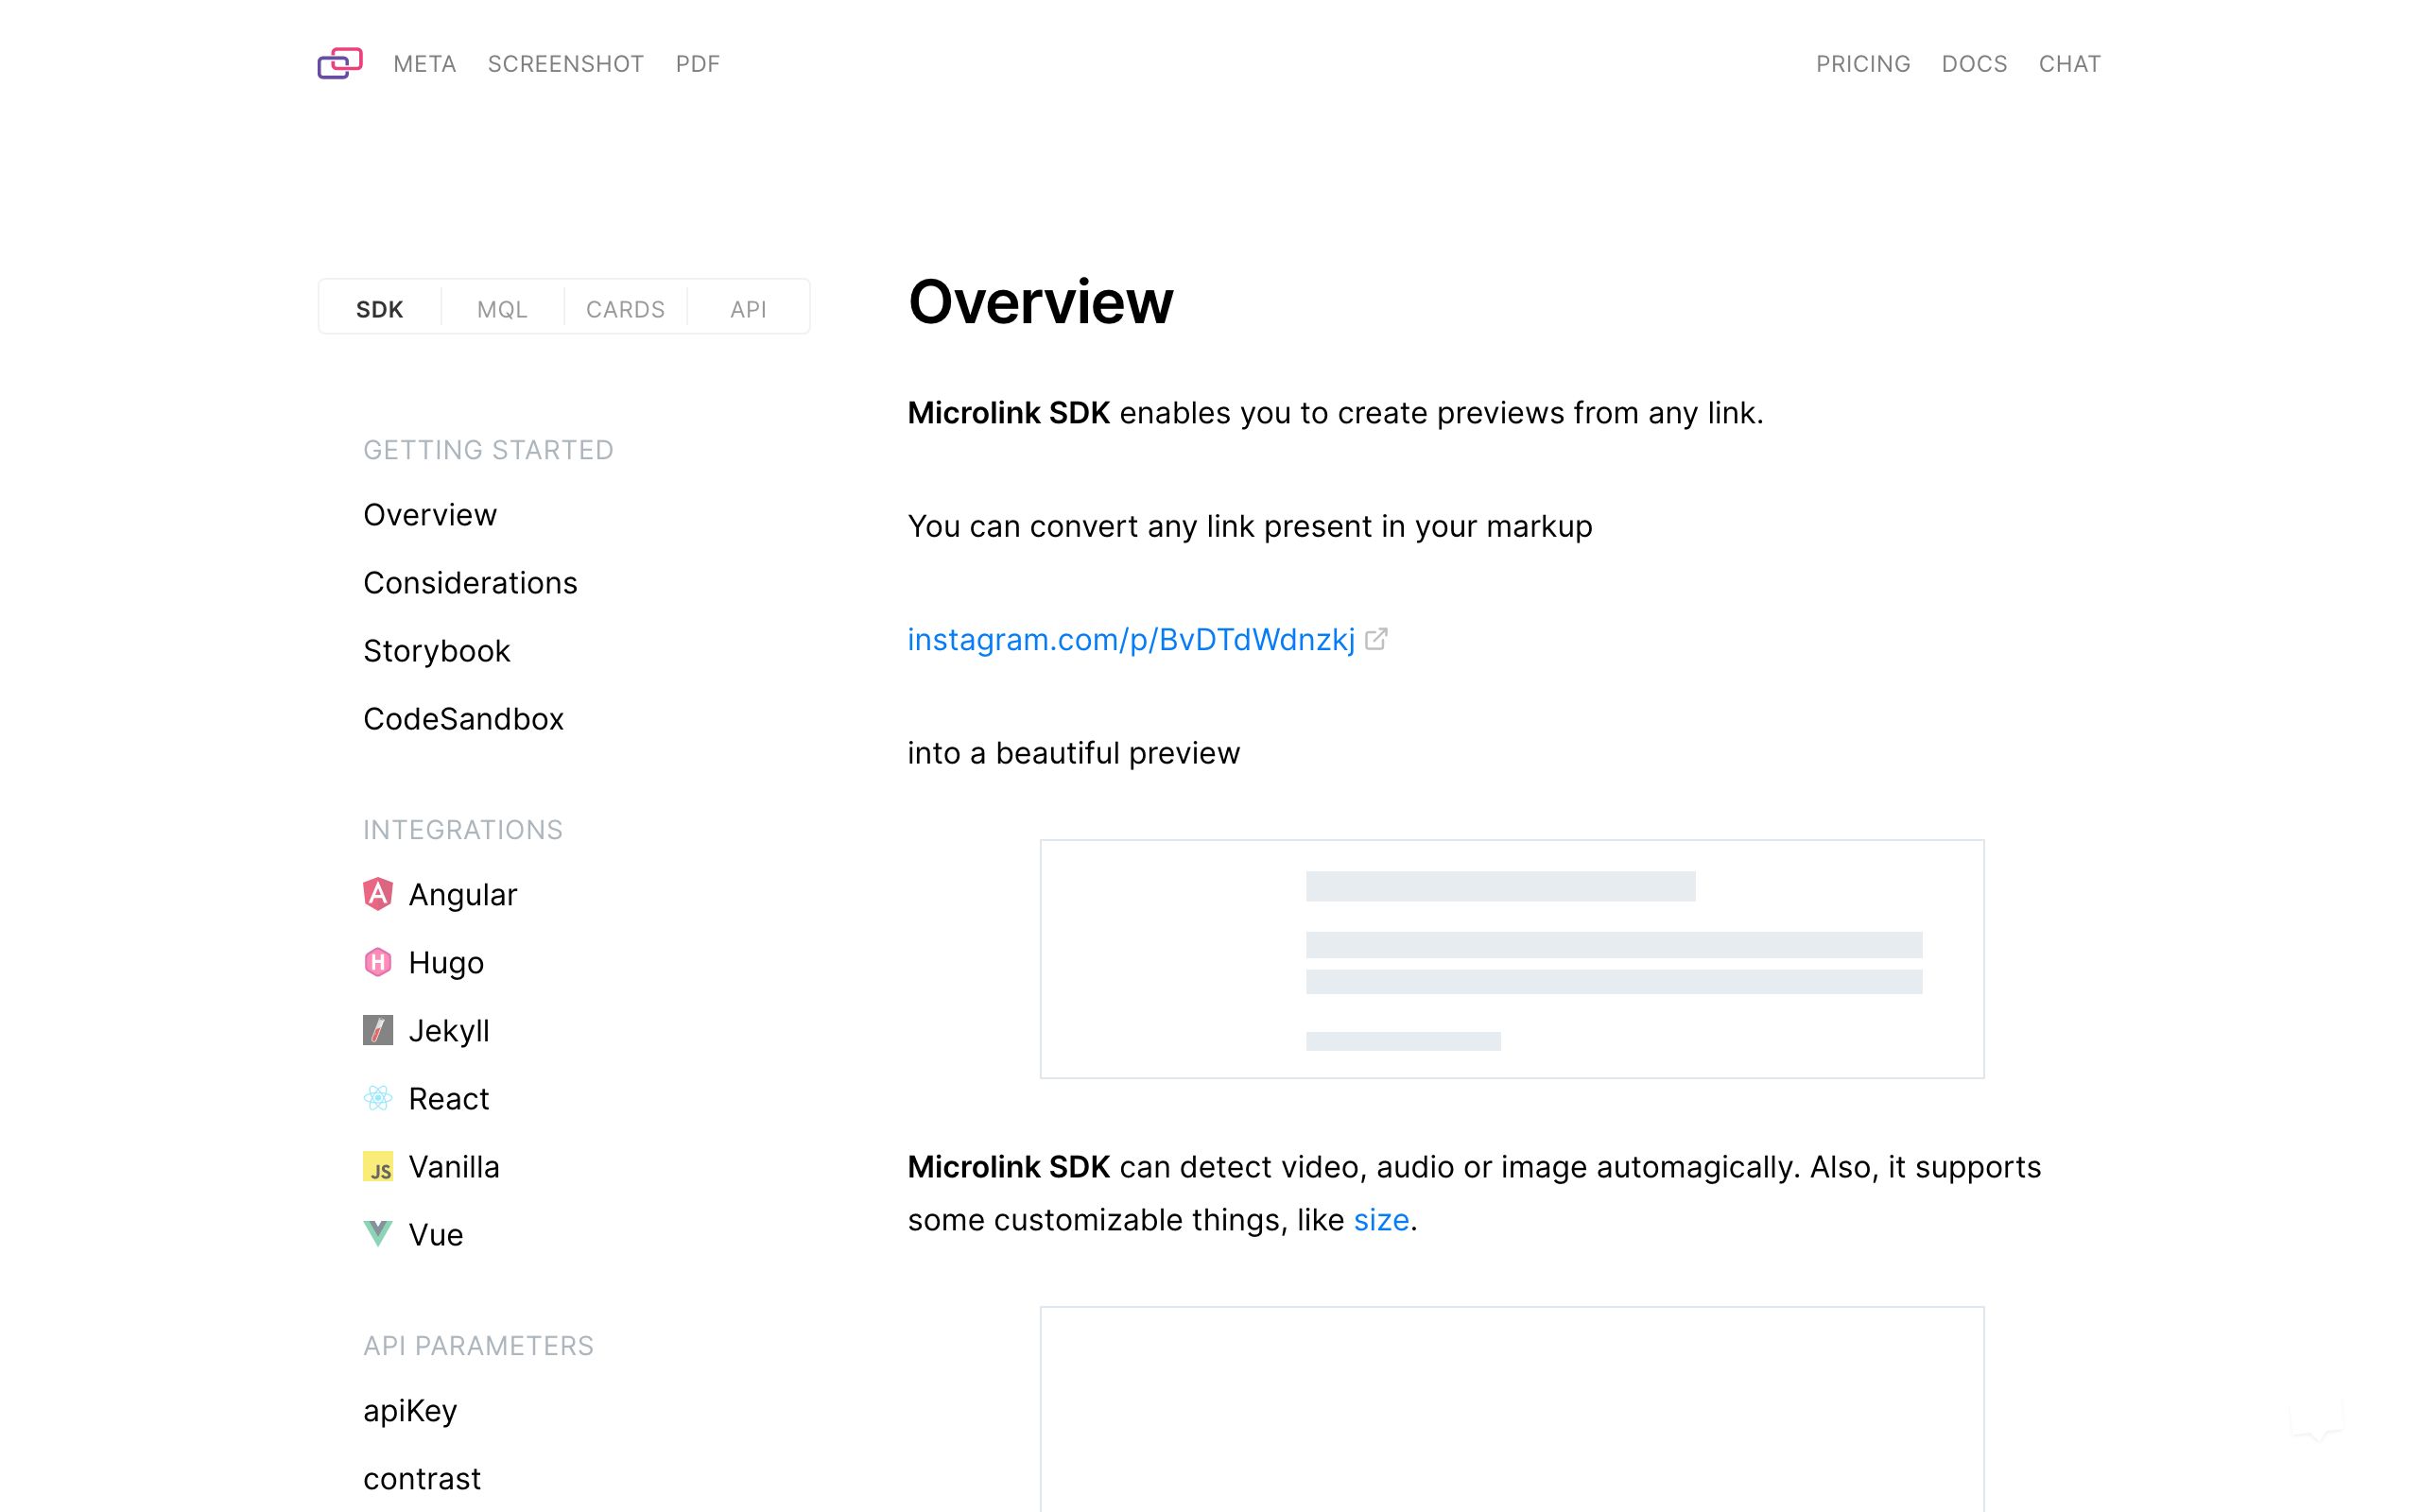 META SCREENSHOT PDF PRICING DOCS CHAT
SDK MQL CARDS API
GETTING STARTED
Overview
Considerations
Storybook
CodeSandbox
INTEGRATIONS
Angular
Hugo
Jekyll
React
JS Vanilla
Vue
API PARAMETERS
apiKey
contrast
Overview
Microlink SDK enables you to create previews from any link.
You can convert any link present in your markup
instagram.com/p/BvDTdWdnzkj
into a beautiful preview
Microlink SDK can detect video, audio or image automagically. Also, it supports
some customizable things, like size.